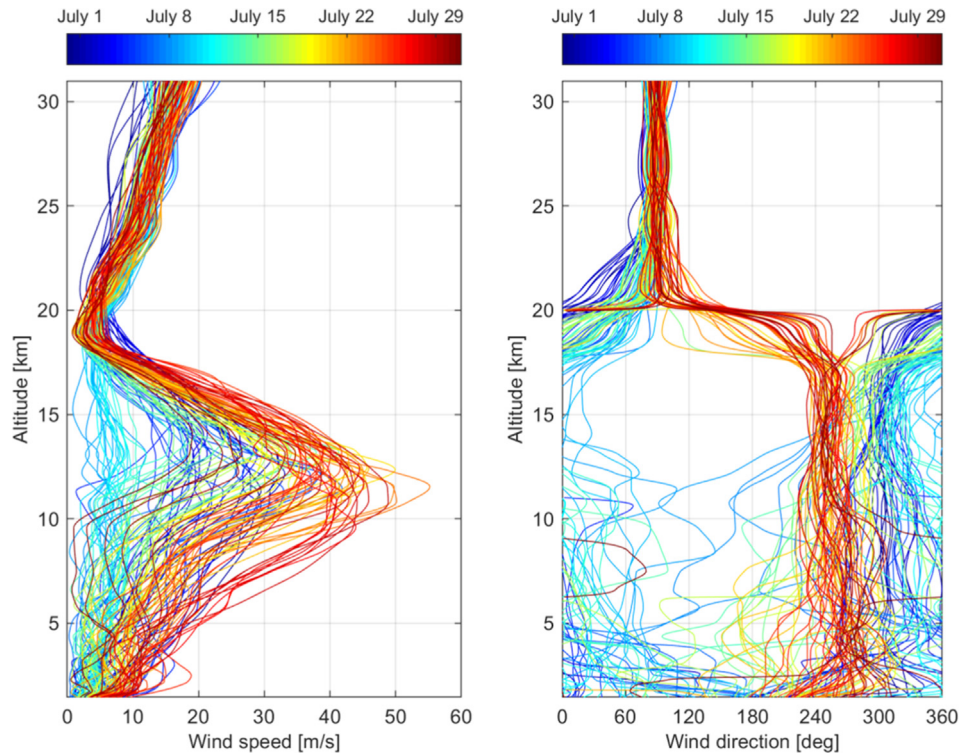 July 1 July 8 July 15 July 22 July 29
30
25
20
15
10
5
Altitude [km]
0 10 20 30 40 50 60
Wind speed [m/s]
July 1 July 8 July 15 July 22 July 29
30
25
20
15
10
5
Altitude [km]
0 60 120 180 240 300 360
Wind direction [deg]